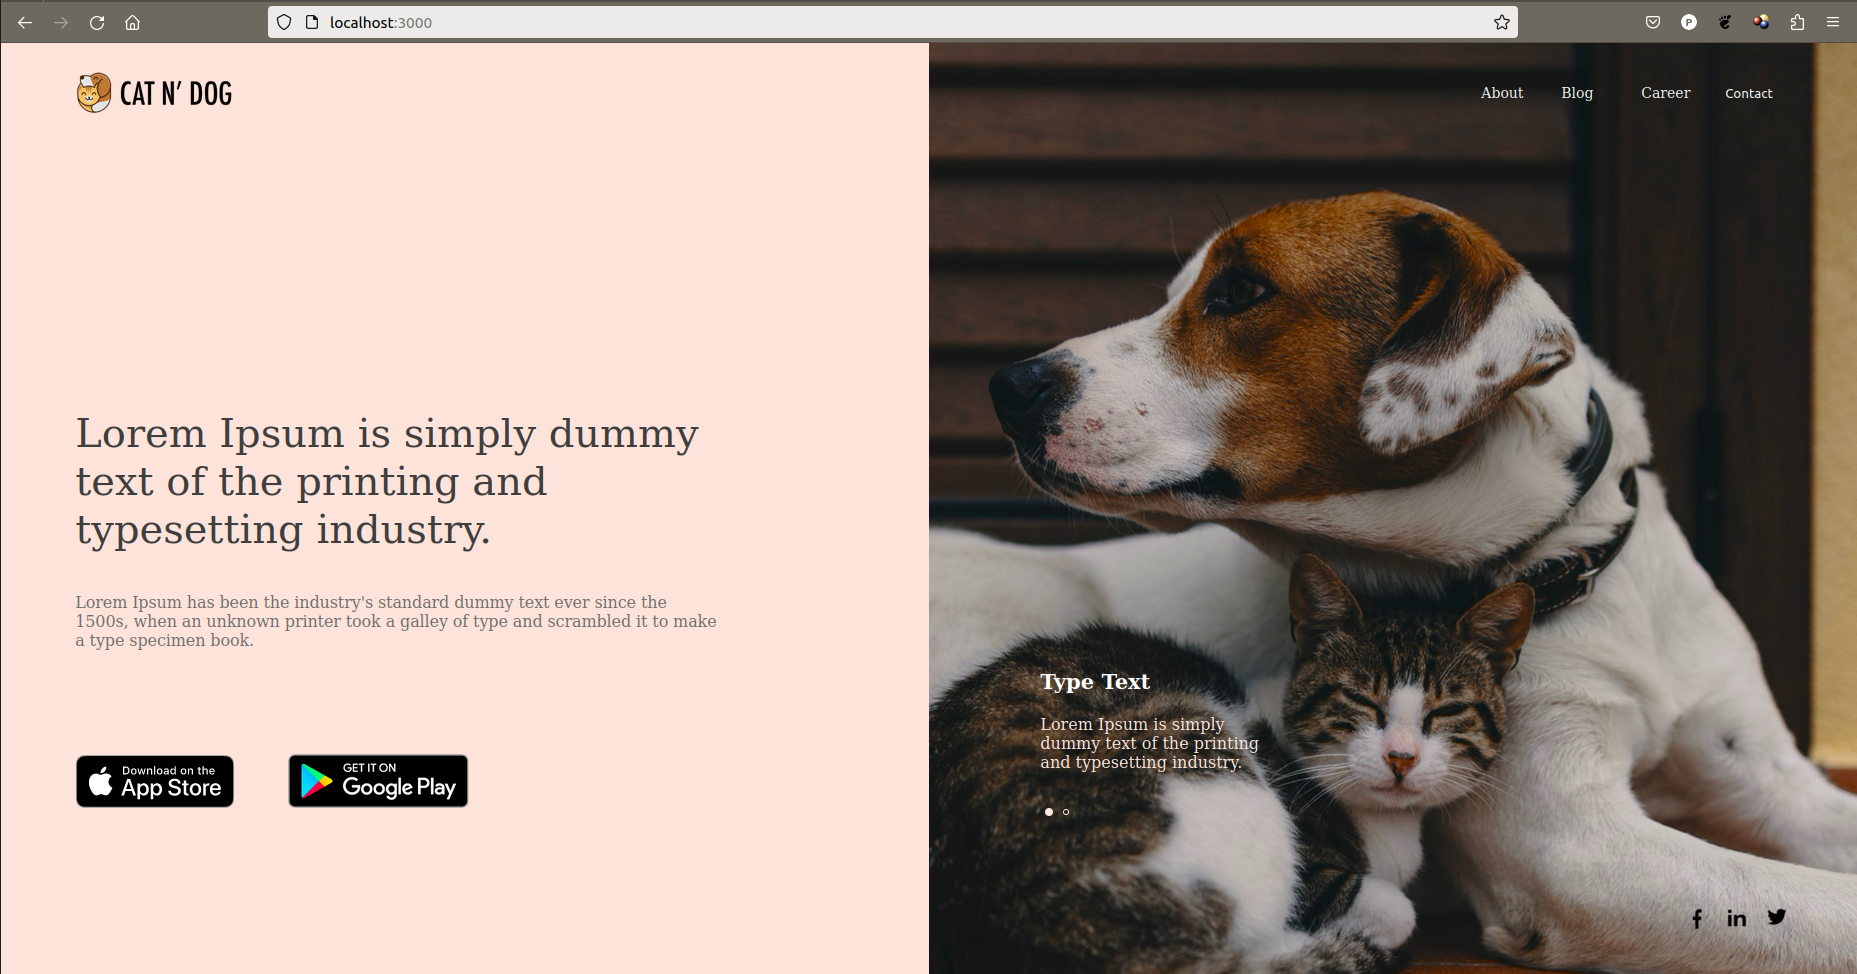 localhost:3000
P
CAT N' DOG
About Blog Career Contact
Lorem Ipsum is simply dummy
text of the printing and
typesetting industry.
Lorem Ipsum has been the industry's standard dummy text ever since the
1500s, when an unknown printer took a galley of type and scrambled it to make
a type specimen book.
Download on the
App Store
GET IT ON
Google Play
Type Text
Lorem Ipsum is simply
dummy text of the printing
and typesetting industry.
f in